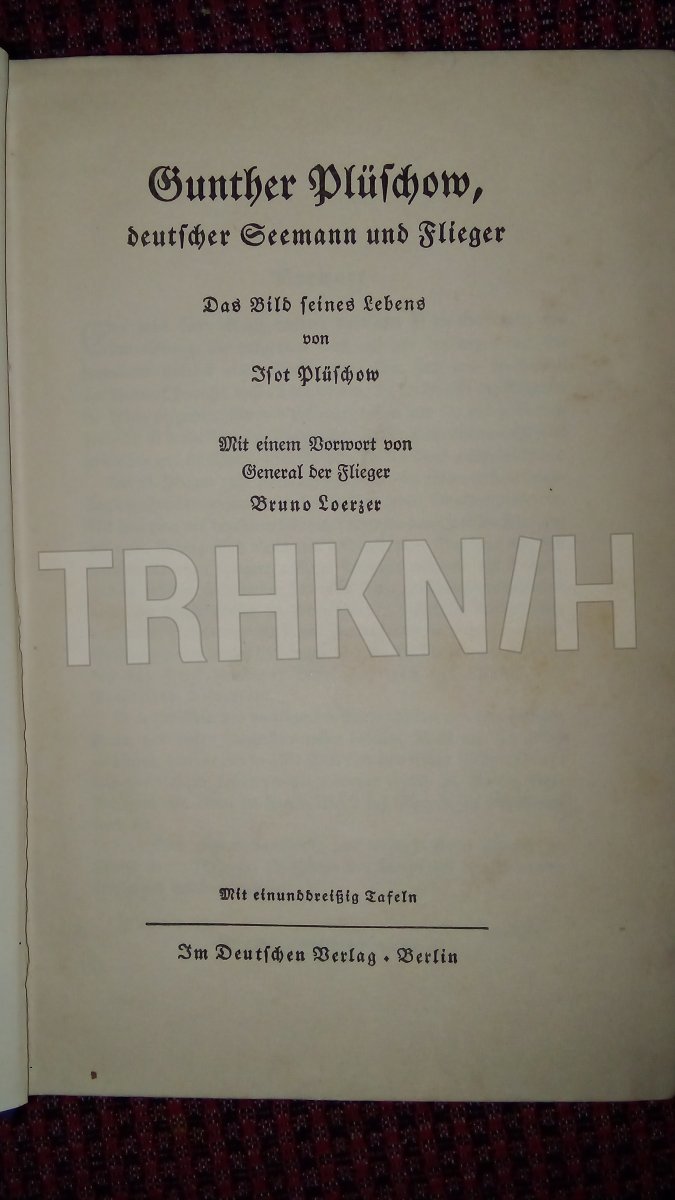 Gunther Plüschow,
deutscher Seemann und Flieger
Das Bild seines Lebens
von
Isot Plüschow
Mit einem Vorwort von
General der Flieger
Bruno Loerzer
TRHKN/H
Mit einunddreißig Tafeln
Im Deutschen Verlag • Berlin